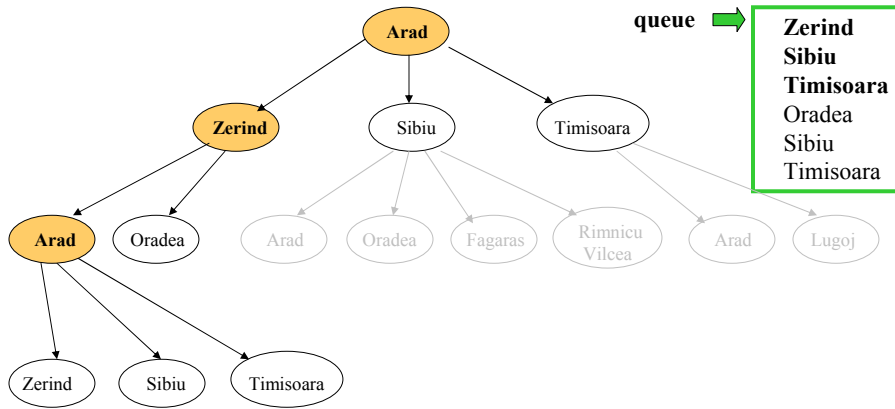 Arad
queue
Zerind
Sibiu
Timisoara
Oradea
Sibiu
Timisoara
Zerind
Sibiu
Timisoara
Arad
Oradea
Arad
Oradea
Fagaras
Rimnicu
Vilcea
Arad
Lugoj
Zerind
Sibiu
Timisoara